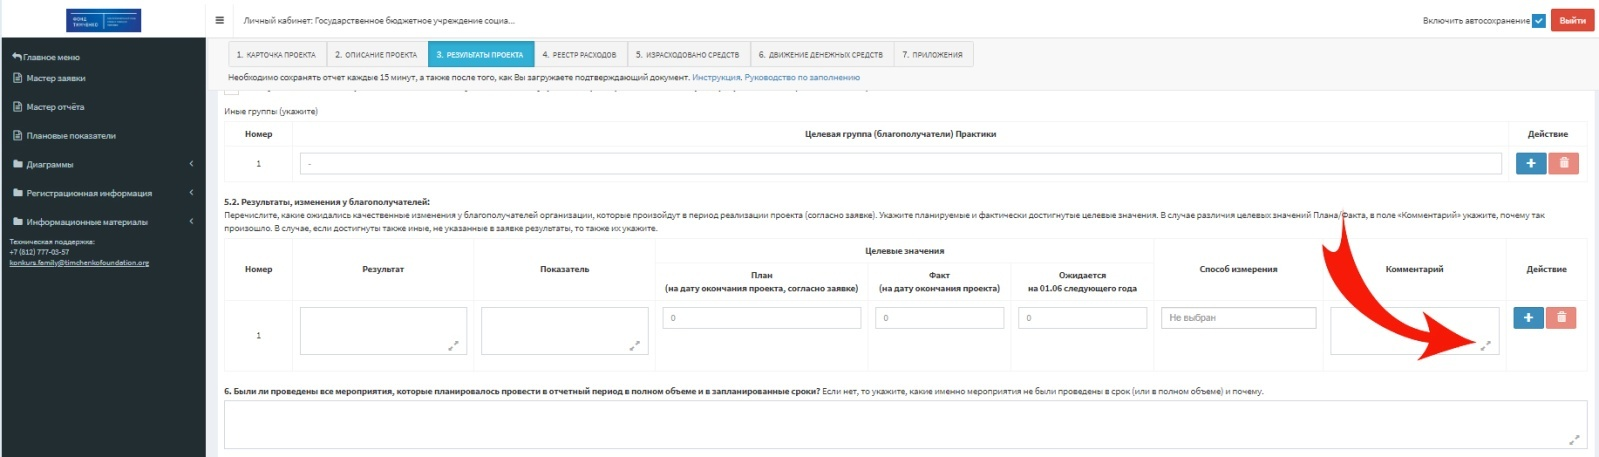 ФОНД
ТИМЧЕНКО
Личный кабинет: Государственное бюджетное учреждение социа...
Включить автосохранение
Выйти
Главное меню
Мастер заявки
Мастер отчёта
Плановые показатели
Диаграммы
Регистрационная информация
Информационные материалы
Техническая поддержка:
+7 (812) 777-03-57
konkurs.family@timchenkofoundation.org
1. КАРТОЧКА ПРОЕКТА
2. ОПИСАНИЕ ПРОЕКТА
3. РЕЗУЛЬТАТЫ ПРОЕКТА
4. РЕЕСТР РАСХОДОВ
5. ИЗРАСХОДОВАНО СРЕДСТВ
6. ДВИЖЕНИЕ ДЕНЕЖНЫХ СРЕДСТВ
7. ПРИЛОЖЕНИЯ
Необходимо сохранять отчет каждые 15 минут, а также после того, как Вы загружаете подтверждающий документ. Инструкция. Руководство по заполнению
Иные группы (укажите)
Номер
Целевая группа (благополучатели) Практики
Действие
1
-
5.2. Результаты, изменения у благополучателей:
Перечислите, какие ожидались качественные изменения у благополучателей организации, которые произойдут в период реализации проекта (согласно заявке). Укажите планируемые и фактически достигнутые целевые значения. В случае различия целевых значений Плана/Факта, в поле «Комментарий» укажите, почему так
произошло. В случае, если достигнуты также иные, не указанные в заявке результаты, то также их укажите.
Номер
Результат
Показатель
Целевые значения
План
(на дату окончания проекта, согласно заявке)
Факт
(на дату окончания проекта)
Ожидается
на 01.06 следующего года
Способ измерения
Комментарий
Действие
1
0
0
0
Не выбран
6. Были ли проведены все мероприятия, которые планировалось провести в отчетный период в полном объеме и в запланированные сроки? Если нет, то укажите, какие именно мероприятия не были проведены в срок (или в полном объеме) и почему.